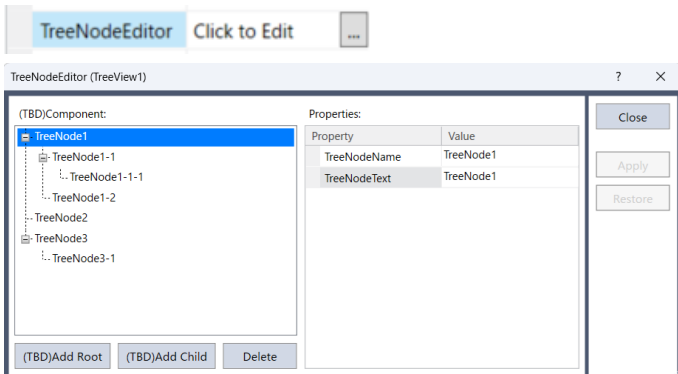 TreeNodeEditor Click to Edit ...
TreeNodeEditor (TreeView1) ? X
(TBD)Component:
TreeNode1
TreeNode1-1
TreeNode1-1-1
TreeNode1-2
TreeNode2
TreeNode3
TreeNode3-1
(TBD)Add Root (TBD)Add Child Delete
Properties:
Property Value
TreeNodeName TreeNode1
TreeNodeText TreeNode1
Close
Apply
Restore